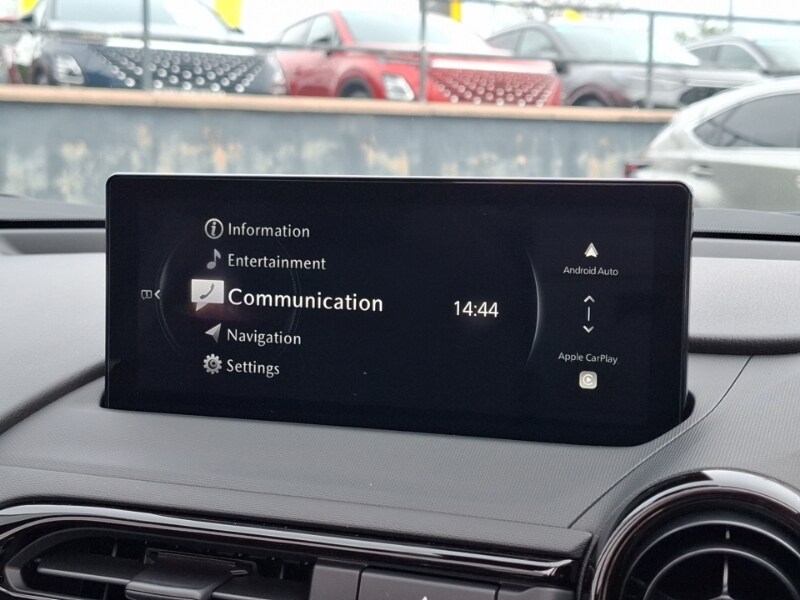 Information
Entertainment
Communication
14:44
Navigation
Settings
Android Auto
Apple CarPlay